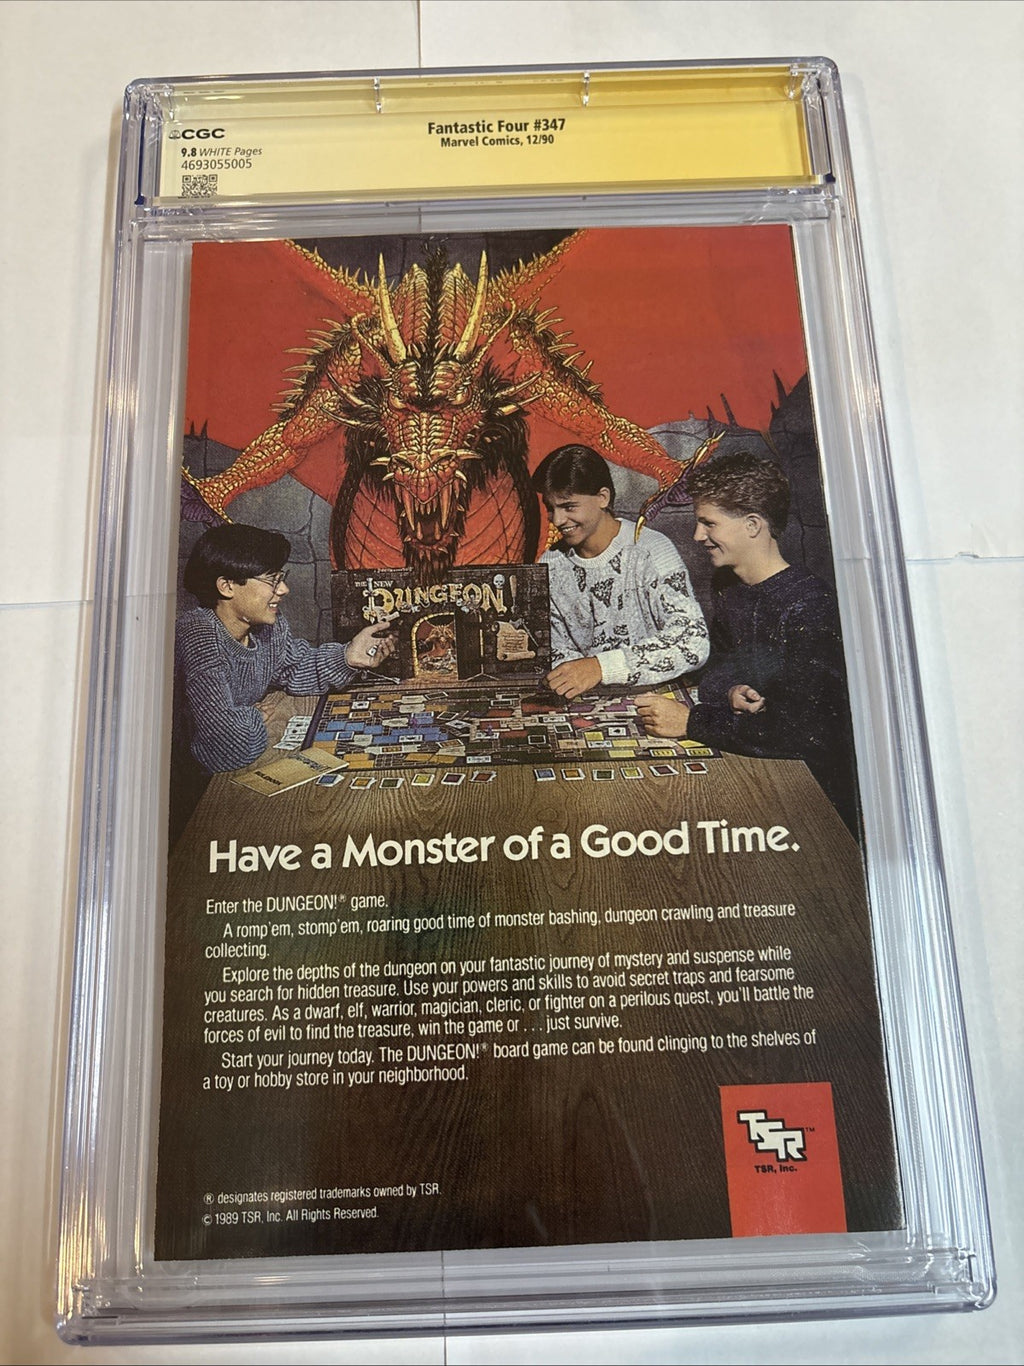 CGC
Fantastic Four #347
Marvel Comics, 12/90
9.8 WHITE Pages
4693055005
THE NEW
DUNGEON!
Have a Monster of a Good Time.
Enter the DUNGEON!® game.
A romp'em, stomp'em, roaring good time of monster bashing, dungeon crawling and treasure
collecting.
Explore the depths of the dungeon on your fantastic journey of mystery and suspense while
you search for hidden treasure. Use your powers and skills to avoid secret traps and fearsome
creatures. As a dwarf, elf, warrior, magician, cleric, or fighter on a perilous quest, you'll battle the
forces of evil to find the treasure, win the game or . . . just survive.
Start your journey today. The DUNGEON!® board game can be found clinging to the shelves of
a toy or hobby store in your neighborhood.
TSR™
TSR, Inc.
® designates registered trademarks owned by TSR.
© 1989 TSR, Inc. All Rights Reserved.